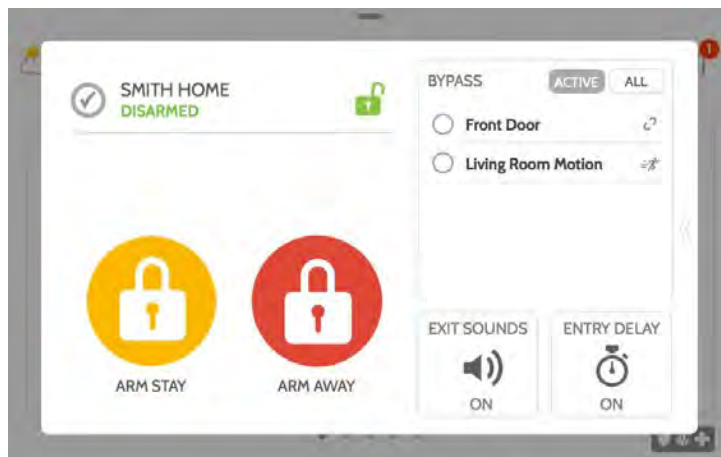 SMITH HOME
DISARMED
ARM STAY
ARM AWAY
BYPASS
ACTIVE
ALL
Front Door
Living Room Motion
EXIT SOUNDS
ON
ENTRY DELAY
ON
1